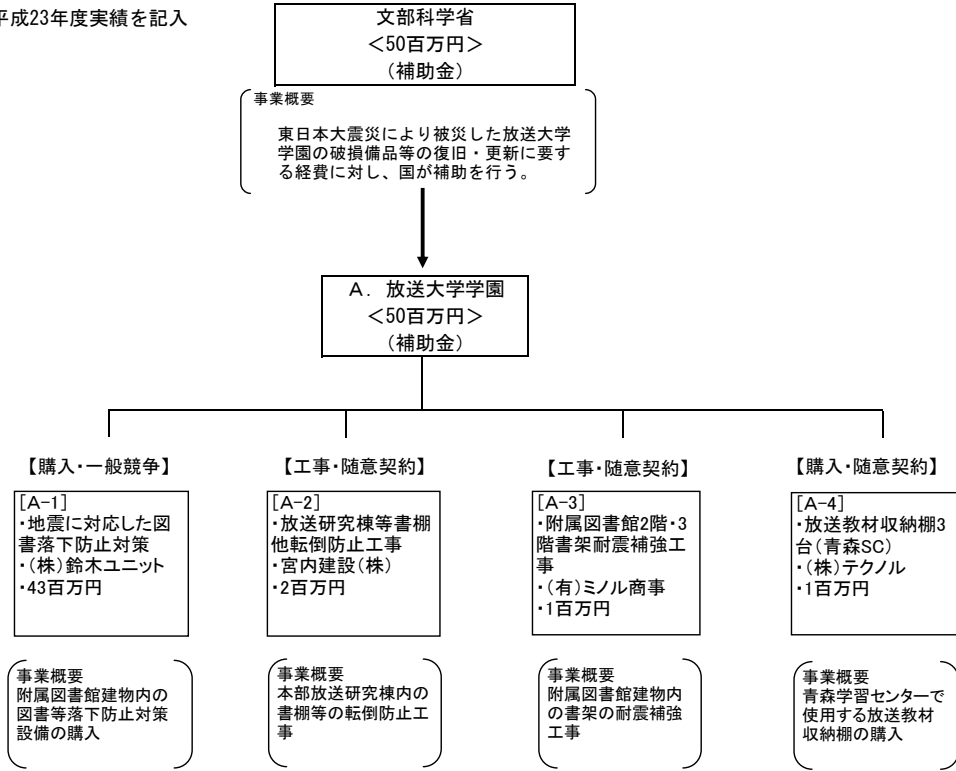 平成23年度実績を記入
文部科学省
＜50百万円＞
（補助金）
事業概要
東日本大震災により被災した放送大学
学園の破損備品等の復旧・更新に要す
る経費に対し、国が補助を行う。
Ａ．放送大学学園
＜50百万円＞
（補助金）
【購入・一般競争】
[A-1]
・地震に対応した図
書落下防止対策
・(株)鈴木ユニット
・43百万円
事業概要
附属図書館建物内の
図書等落下防止対策
設備の購入
【工事・随意契約】
[A-2]
・放送研究棟等書棚
他転倒防止工事
・宮内建設(株)
・2百万円
事業概要
本部放送研究棟内の
書棚等の転倒防止工
事
【工事・随意契約】
[A-3]
・附属図書館2階・3
階書架耐震補強工
事
・(有)ミノル商事
・1百万円
事業概要
附属図書館建物内
の書架の耐震補強
工事
【購入・随意契約】
[A-4]
・放送教材収納棚3
台(青森SC)
・(株)テクノル
・1百万円
事業概要
青森学習センターで
使用する放送教材
収納棚の購入